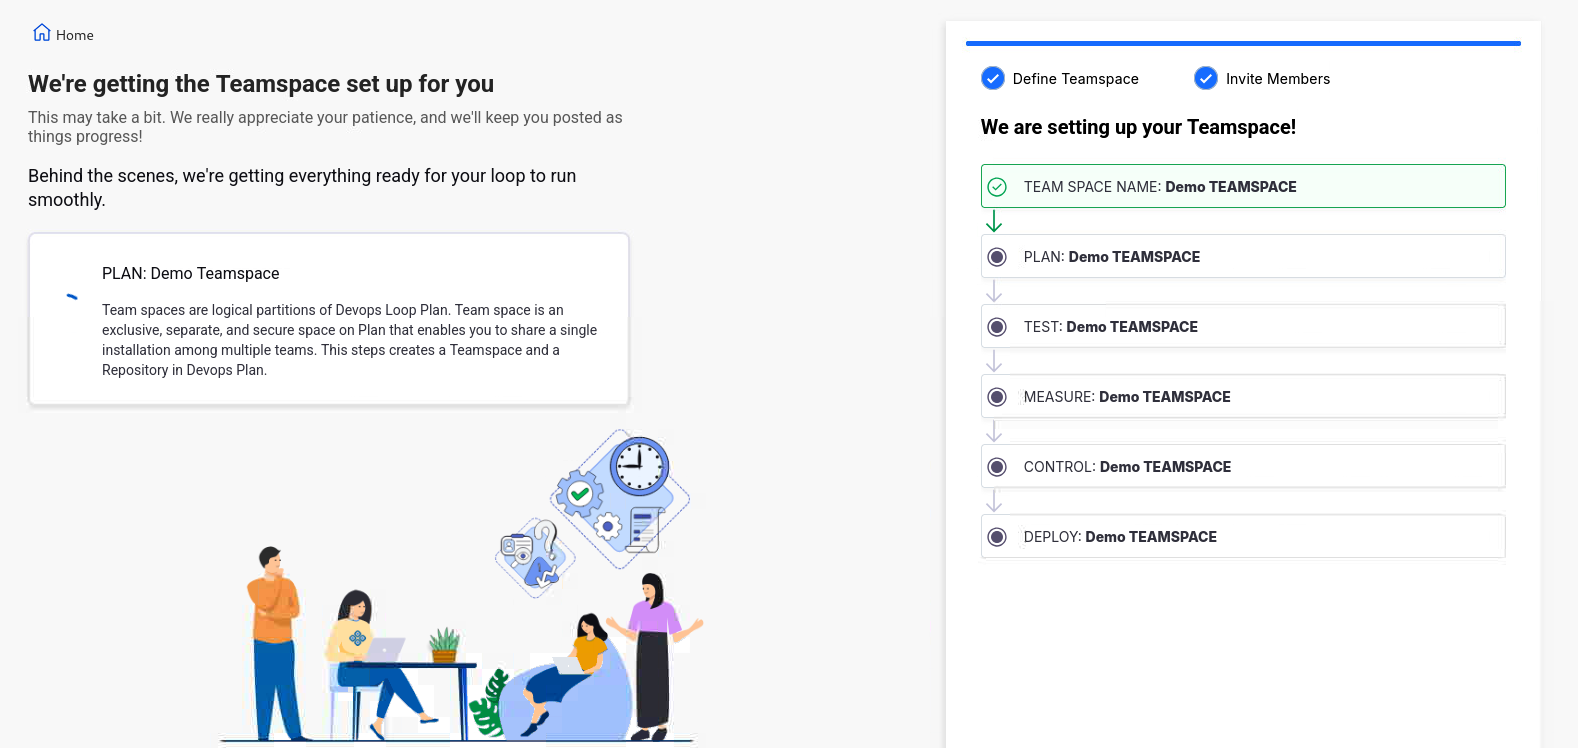 Home
We're getting the Teamspace set up for you
This may take a bit. We really appreciate your patience, and we'll keep you posted as
things progress!
Behind the scenes, we're getting everything ready for your loop to run
smoothly.
PLAN: Demo Teamspace
Team spaces are logical partitions of Devops Loop Plan. Team space is an
exclusive, separate, and secure space on Plan that enables you to share a single
installation among multiple teams. This steps creates a Teamspace and a
Repository in Devops Plan.
Define Teamspace
Invite Members
We are setting up your Teamspace!
TEAM SPACE NAME: Demo TEAMSPACE
PLAN: Demo TEAMSPACE
TEST: Demo TEAMSPACE
MEASURE: Demo TEAMSPACE
CONTROL: Demo TEAMSPACE
DEPLOY: Demo TEAMSPACE